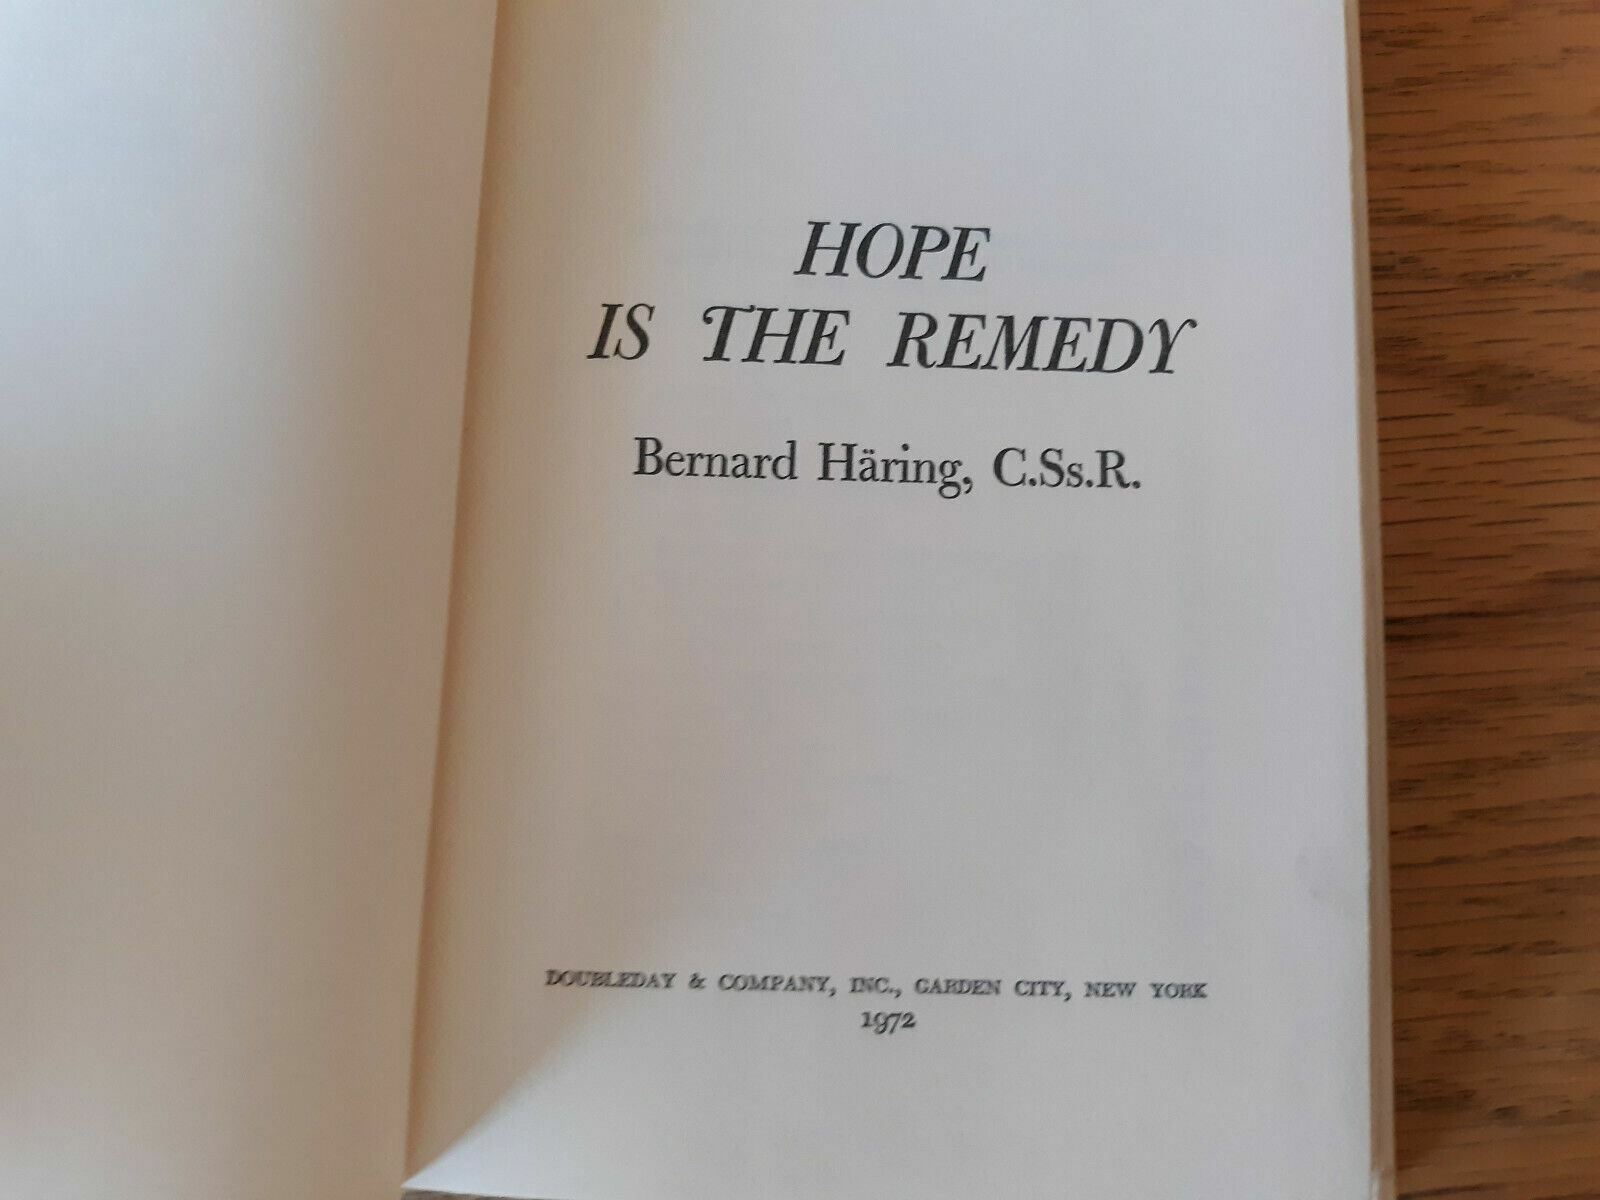 HOPE
IS THE REMEDY
Bernard Häring, C.Ss.R.
DOUBLEDAY & COMPANY, INC., GARDEN CITY, NEW YORK
1972